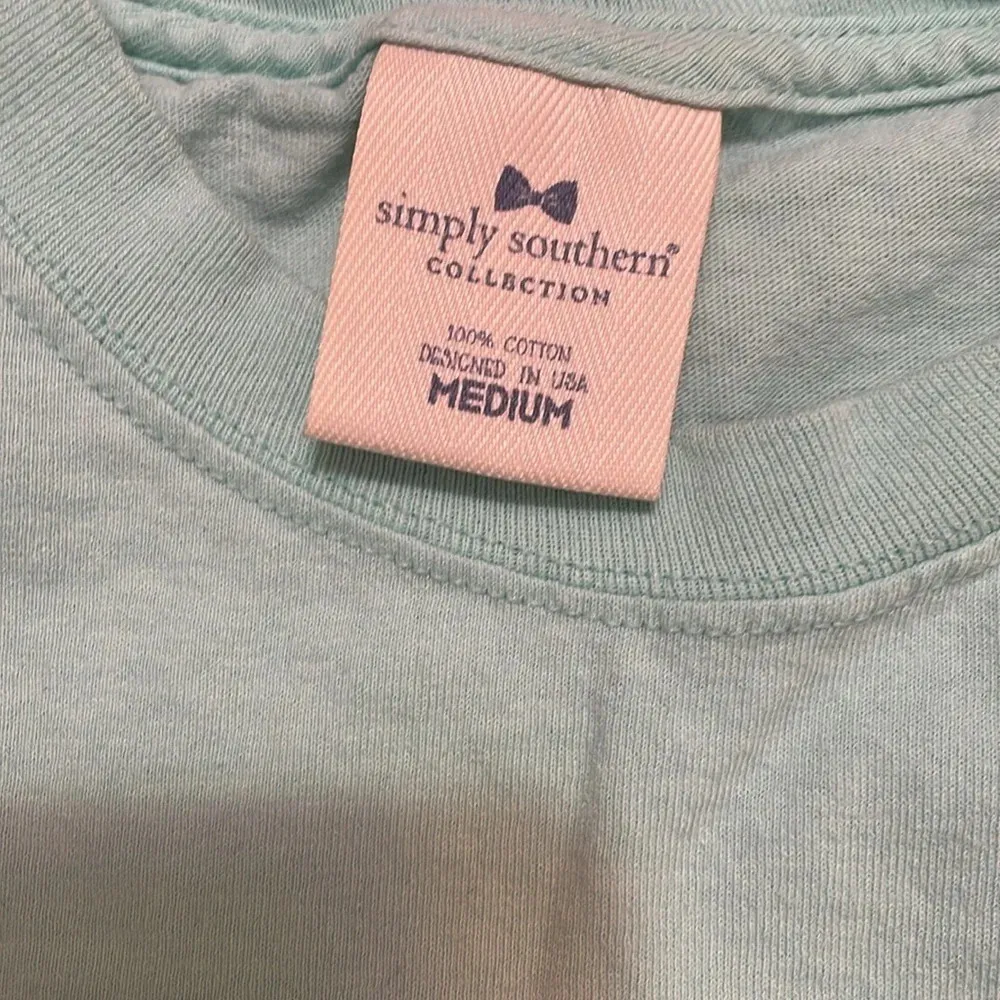 simply southern®
COLLECTION
100% COTTON
DESIGNED IN USA
MEDIUM